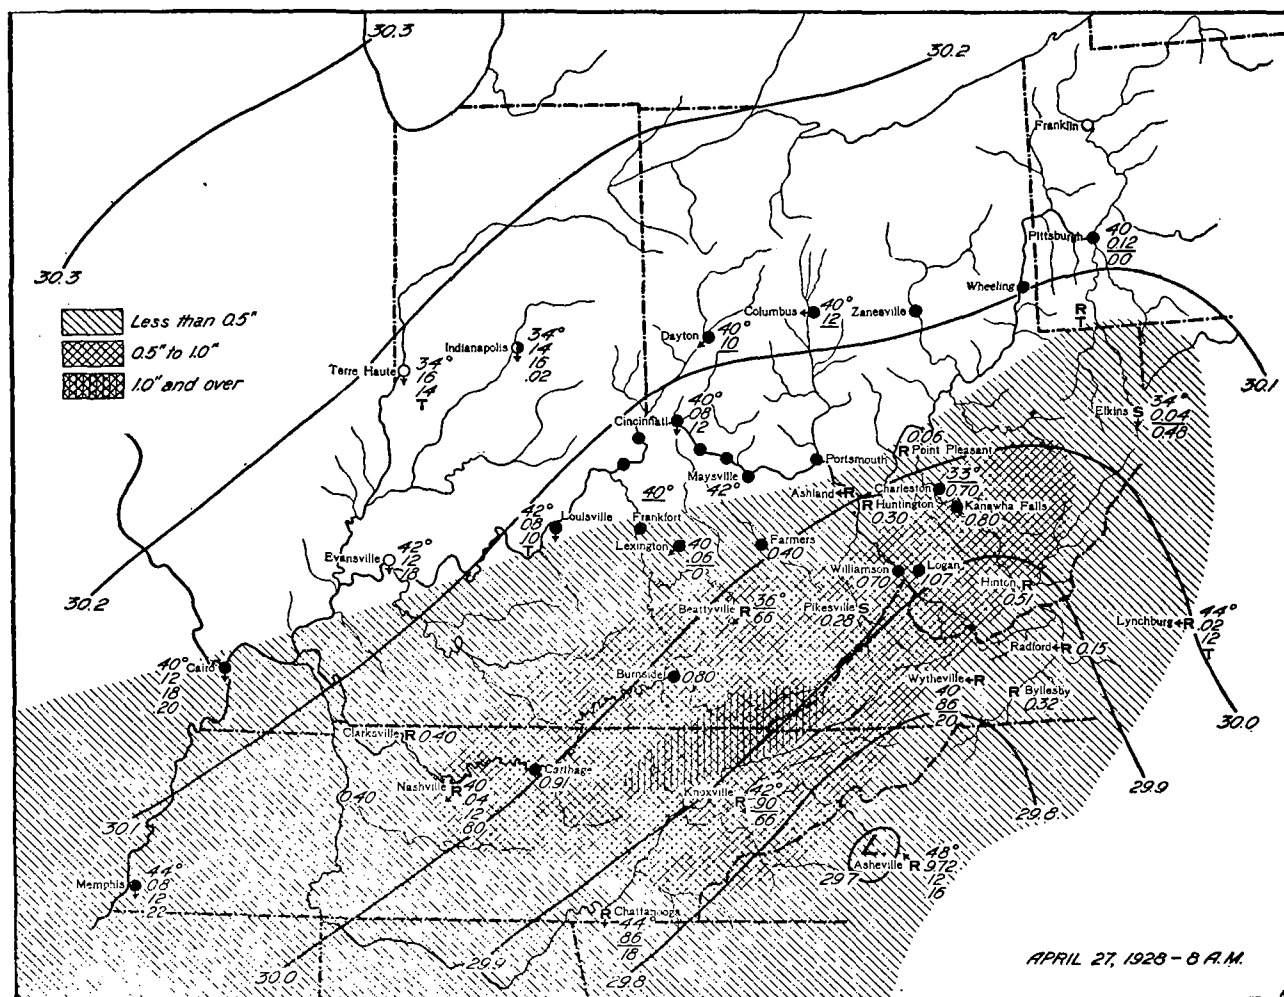 30.3
30.2
Franklin
Pittsburgh
40
0.12
00
30.3
Wheeling
Less than 0.5"
0.5" to 1.0"
1.0" and over
Columbus
40°
12
Zanesville
R
T
Dayton
40°
10
Indianapolis
34°
14
16
.02
Terre Haute
34°
16
14
T
30.1
Elkins
S
34°
0.04
0.48
Cincinnati
40°
08
12
0.06
R Point Pleasant
Portsmouth
Maysville
42°
Ashland
R
Charleston
33°
0.70
R Huntington
0.30
Kanawha Falls
0.80
42°
08
10
T
Louisville
40°
Frankfort
Lexington
40
.06
Farmers
0.40
Evansville
42°
12
18
Williamson
0.70
Logan
1.07
Hinton
R
0.51
30.2
Beattyville
R
36°
66
Pikesville
S
0.28
Lynchburg
R
44°
.02
12
T
Radford
R
0.15
Cairo
40°
12
18
20
Burnside
0.80
Wytheville
R
40
86
20
R
Byllesby
0.32
30.0
Clarksville
R
0.40
Carthage
0.91
29.9
Nashville
R
40
04
12
60
0.40
Knoxville
R
42°
90
66
29.8
30.1
L
29.7
Asheville
R
48°
9.72
12
16
Memphis
44°
08
12
22
R
Chattanooga
44°
86
18
30.0
29.9
29.8
APRIL 27, 1928 - 8 A.M.